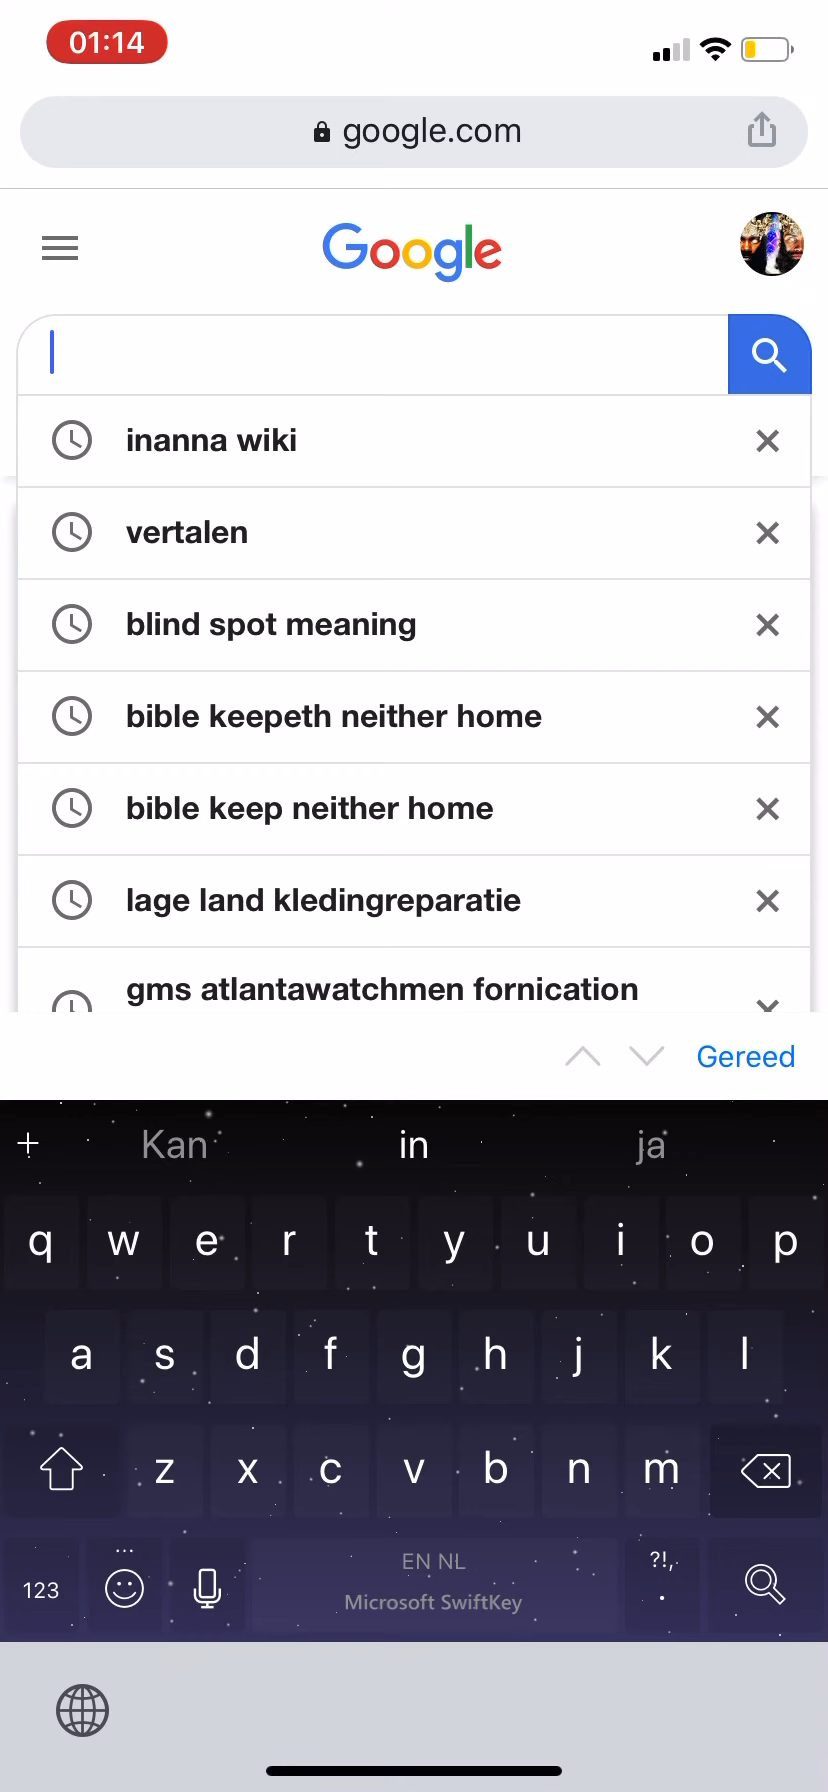 01:14
google.com
Google
inanna wiki
vertalen
blind spot meaning
bible keepeth neither home
bible keep neither home
lage land kledingreparatie
gms atlantawatchmen fornication
Gereed
Kan in ja
q w e r t y u i o p
a s d f g h j k l
z x c v b n m
123 EN NL ?!,.
Microsoft SwiftKey